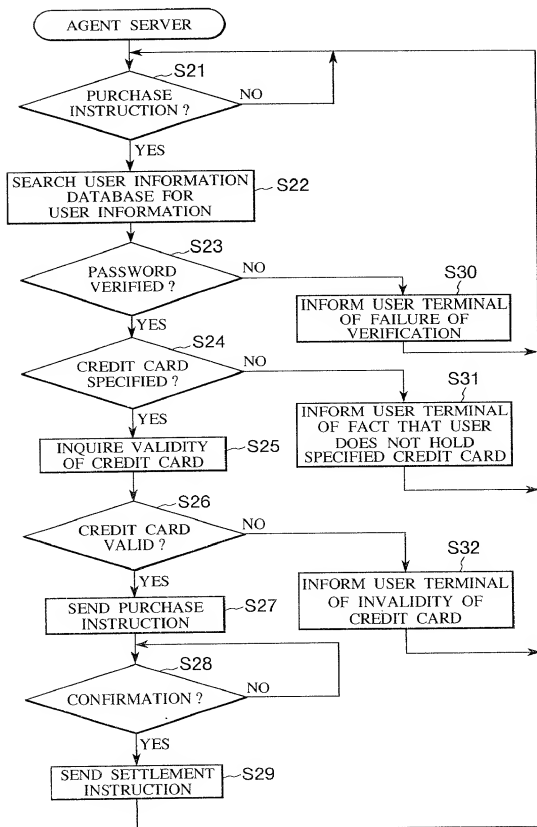 AGENT SERVER
S21
PURCHASE
INSTRUCTION ?
NO
YES
SEARCH USER INFORMATION
DATABASE FOR
USER INFORMATION
S22
S23
PASSWORD
VERIFIED ?
NO
YES
S30
INFORM USER TERMINAL
OF FAILURE OF
VERIFICATION
S24
CREDIT CARD
SPECIFIED ?
NO
YES
S31
INFORM USER TERMINAL
OF FACT THAT USER
DOES NOT HOLD
SPECIFIED CREDIT CARD
INQUIRE VALIDITY
OF CREDIT CARD
S25
S26
CREDIT CARD
VALID ?
NO
YES
S32
INFORM USER TERMINAL
OF INVALIDITY OF
CREDIT CARD
SEND PURCHASE
INSTRUCTION
S27
S28
CONFIRMATION ?
NO
YES
SEND SETTLEMENT
INSTRUCTION
S29